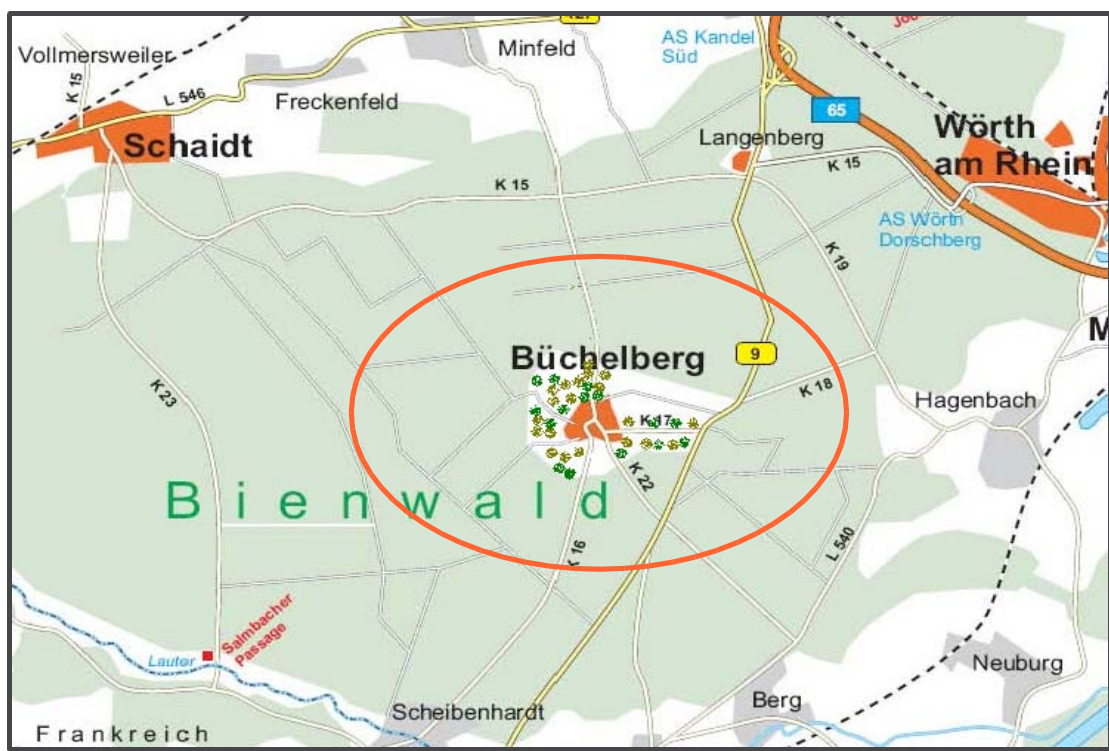 127
Vollmersweiler
Minfeld
AS Kandel
Süd
K 15
L 546
Freckenfeld
65
Schaidt
Langenberg
Wörth
am Rhein
K 15
K 15
AS Wörth
Dorschberg
K 19
Büchelberg
9
K 23
K 18
Hagenbach
K 17
K 22
Bienwald
K 16
L 540
Salmbacher
Passage
Lauter
Neuburg
Berg
Scheibenhardt
Frankreich
M